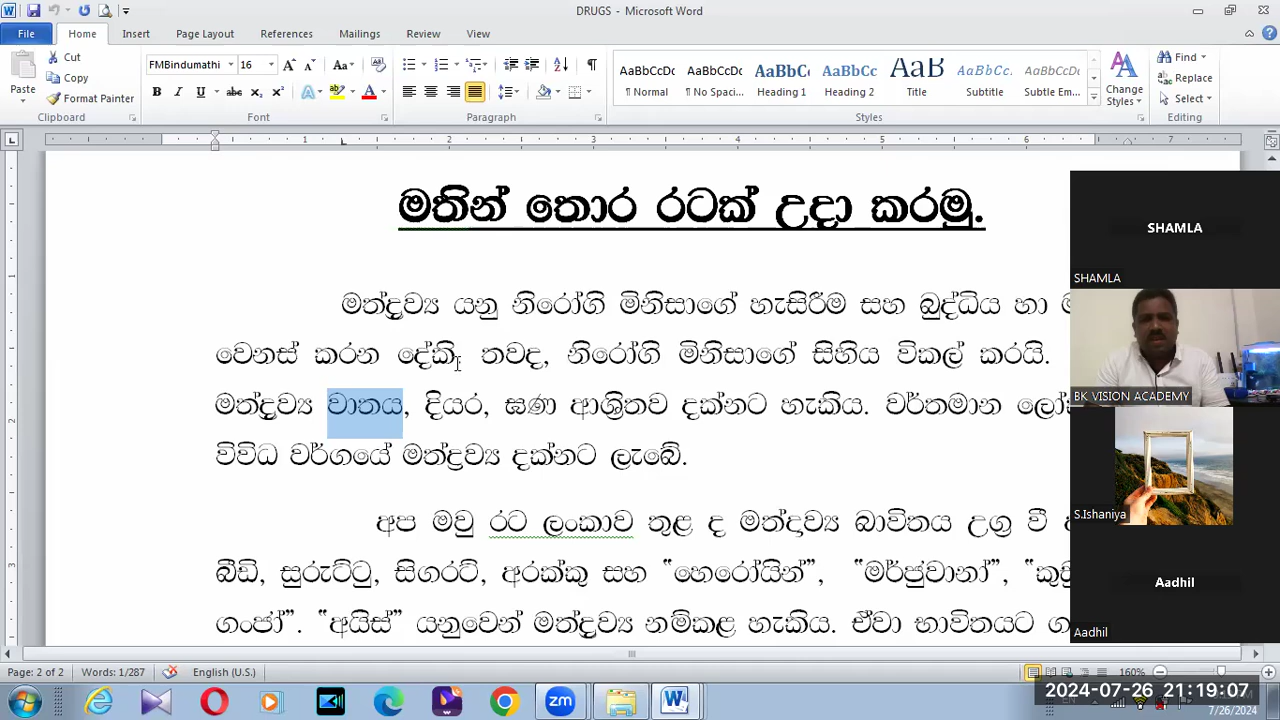 DRUGS - Microsoft Word
File Home Insert Page Layout References Mailings Review View
Cut
Copy
Format Painter
Paste
Clipboard
FMBindumathi 16
Font
Paragraph
AaBbCcDc AaBbCcDc AaBbC AaBbCc AaB AaBbCcL AaBbCcDc
¶ Normal ¶ No Spaci... Heading 1 Heading 2 Title Subtitle Subtle Em...
Change Styles
Styles
Find
Replace
Select
Editing
මතින් තොර රටක් උදා කරමු.
මත්ද්‍රව්‍ය යනු නිරෝගි මිනිසාගේ හැසිරීම සහ බුද්ධිය හා
වෙනස් කරන දේකි, තවද, නිරෝගි මිනිසාගේ සිහිය විකල් කරයි.
මත්ද්‍රව්‍ය වාතය, දියර, ඝණ ආශ්‍රිතව දක්නට හැකිය. වර්තමාන
විවිධ වර්ගයේ මත්ද්‍රව්‍ය දක්නට ලැබේ.
අප මවු රට ලංකාව තුළ ද මත්ද්‍රව්‍ය බාවිතය උග්‍ර වී
බීඩි, සුරුට්ටු, සිගරට්, අරක්කු සහ “හෙරෝයින්”, “මර්ජුවානා”,
ගංජා”. “අයිස්” යනුවෙන් මත්ද්‍රව්‍ය නම්කළ හැකිය. ඒවා භාවිතයට
SHAMLA
SHAMLA
BK VISION ACADEMY
S.Ishaniya
Aadhil
Aadhil
Page: 2 of 2 Words: 1/287 English (U.S.) 160%
2024-07-26 21:19:07
7/26/2024